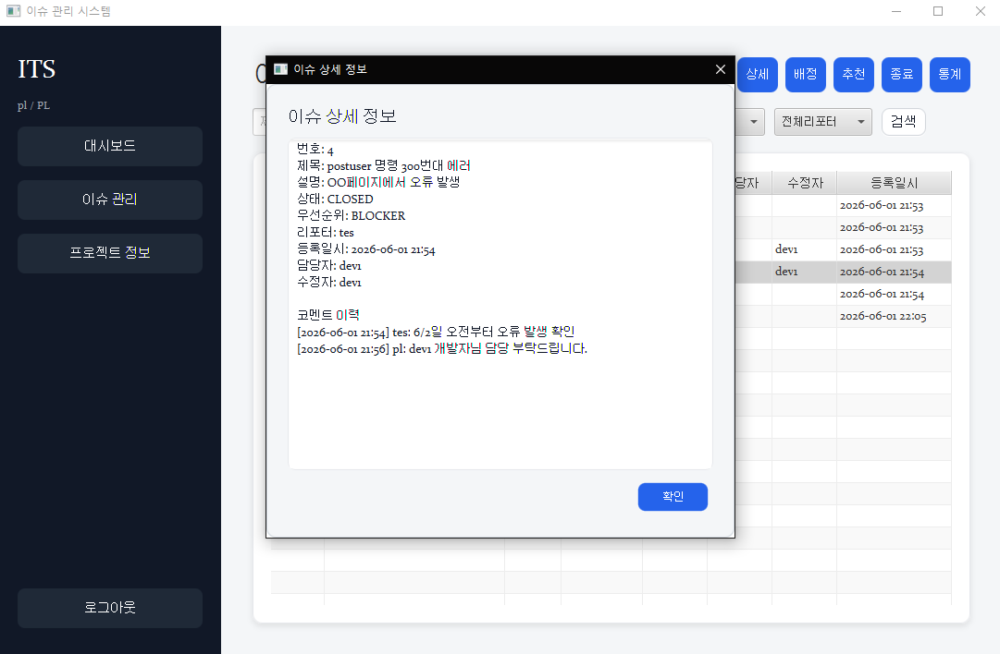 이슈 관리 시스템
ITS
pl / PL
대시보드
이슈 관리
프로젝트 정보
로그아웃
상세
배정
추천
종료
통계
전체리포터
검색
이슈 상세 정보
이슈 상세 정보
번호: 4
제목: postuser 명령 300번대 에러
설명: OO페이지에서 오류 발생
상태: CLOSED
우선순위: BLOCKER
리포터: tes
등록일시: 2026-06-01 21:54
담당자: dev1
수정자: dev1
코멘트 이력
[2026-06-01 21:54] tes: 6/2일 오전부터 오류 발생 확인
[2026-06-01 21:56] pl: dev1 개발자님 담당 부탁드립니다.
확인
당자 수정자 등록일시
2026-06-01 21:53
2026-06-01 21:53
dev1 2026-06-01 21:53
dev1 2026-06-01 21:54
2026-06-01 21:54
2026-06-01 22:05